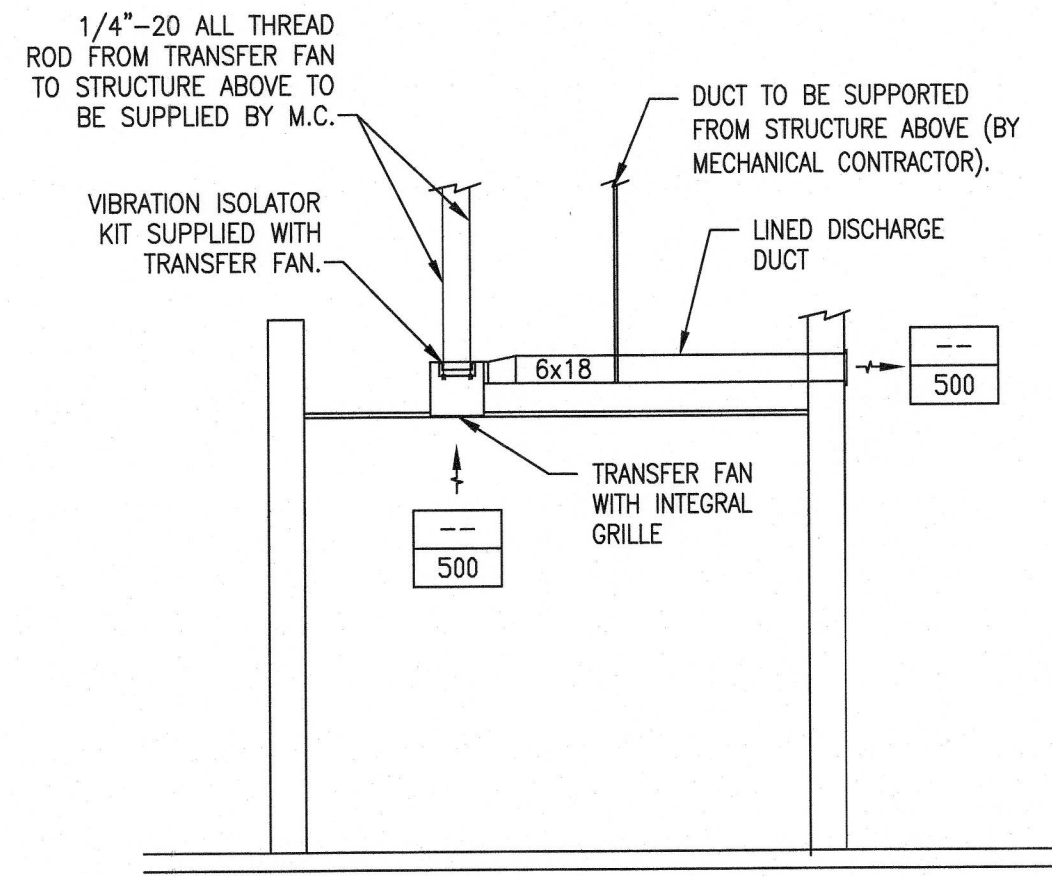 1/4"-20 ALL THREAD
ROD FROM TRANSFER FAN
TO STRUCTURE ABOVE TO
BE SUPPLIED BY M.C.
DUCT TO BE SUPPORTED
FROM STRUCTURE ABOVE (BY
MECHANICAL CONTRACTOR).
VIBRATION ISOLATOR
KIT SUPPLIED WITH
TRANSFER FAN.
LINED DISCHARGE
DUCT
6x18
--
500
TRANSFER FAN
WITH INTEGRAL
GRILLE
--
500